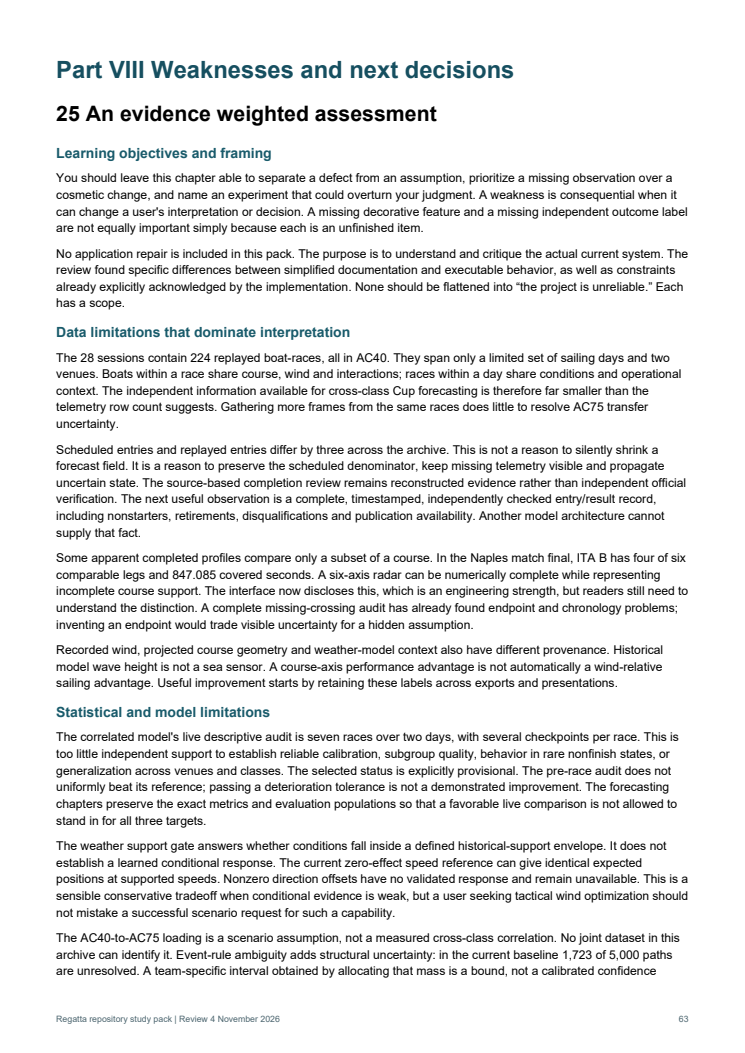 Part VIII Weaknesses and next decisions
25 An evidence weighted assessment
Learning objectives and framing
You should leave this chapter able to separate a defect from an assumption, prioritize a missing observation over a
cosmetic change, and name an experiment that could overturn your judgment. A weakness is consequential when it
can change a user's interpretation or decision. A missing decorative feature and a missing independent outcome label
are not equally important simply because each is an unfinished item.
No application repair is included in this pack. The purpose is to understand and critique the actual current system. The
review found specific differences between simplified documentation and executable behavior, as well as constraints
already explicitly acknowledged by the implementation. None should be flattened into “the project is unreliable.” Each
has a scope.
Data limitations that dominate interpretation
The 28 sessions contain 224 replayed boat-races, all in AC40. They span only a limited set of sailing days and two
venues. Boats within a race share course, wind and interactions; races within a day share conditions and operational
context. The independent information available for cross-class Cup forecasting is therefore far smaller than the
telemetry row count suggests. Gathering more frames from the same races does little to resolve AC75 transfer
uncertainty.
Scheduled entries and replayed entries differ by three across the archive. This is not a reason to silently shrink a
forecast field. It is a reason to preserve the scheduled denominator, keep missing telemetry visible and propagate
uncertain state. The source-based completion review remains reconstructed evidence rather than independent official
verification. The next useful observation is a complete, timestamped, independently checked entry/result record,
including nonstarters, retirements, disqualifications and publication availability. Another model architecture cannot
supply that fact.
Some apparent completed profiles compare only a subset of a course. In the Naples match final, ITA B has four of six
comparable legs and 847.085 covered seconds. A six-axis radar can be numerically complete while representing
incomplete course support. The interface now discloses this, which is an engineering strength, but readers still need to
understand the distinction. A complete missing-crossing audit has already found endpoint and chronology problems;
inventing an endpoint would trade visible uncertainty for a hidden assumption.
Recorded wind, projected course geometry and weather-model context also have different provenance. Historical
model wave height is not a sea sensor. A course-axis performance advantage is not automatically a wind-relative
sailing advantage. Useful improvement starts by retaining these labels across exports and presentations.
Statistical and model limitations
The correlated model's live descriptive audit is seven races over two days, with several checkpoints per race. This is
too little independent support to establish reliable calibration, subgroup quality, behavior in rare nonfinish states, or
generalization across venues and classes. The selected status is explicitly provisional. The pre-race audit does not
uniformly beat its reference; passing a deterioration tolerance is not a demonstrated improvement. The forecasting
chapters preserve the exact metrics and evaluation populations so that a favorable live comparison is not allowed to
stand in for all three targets.
The weather support gate answers whether conditions fall inside a defined historical-support envelope. It does not
establish a learned conditional response. The current zero-effect speed reference can give identical expected
positions at supported speeds. Nonzero direction offsets have no validated response and remain unavailable. This is a
sensible conservative tradeoff when conditional evidence is weak, but a user seeking tactical wind optimization should
not mistake a successful scenario request for such a capability.
The AC40-to-AC75 loading is a scenario assumption, not a measured cross-class correlation. No joint dataset in this
archive can identify it. Event-rule ambiguity adds structural uncertainty: in the current baseline 1,723 of 5,000 paths
are unresolved. A team-specific interval obtained by allocating that mass is a bound, not a calibrated confidence
Regatta repository study pack | Review 4 November 2026
63